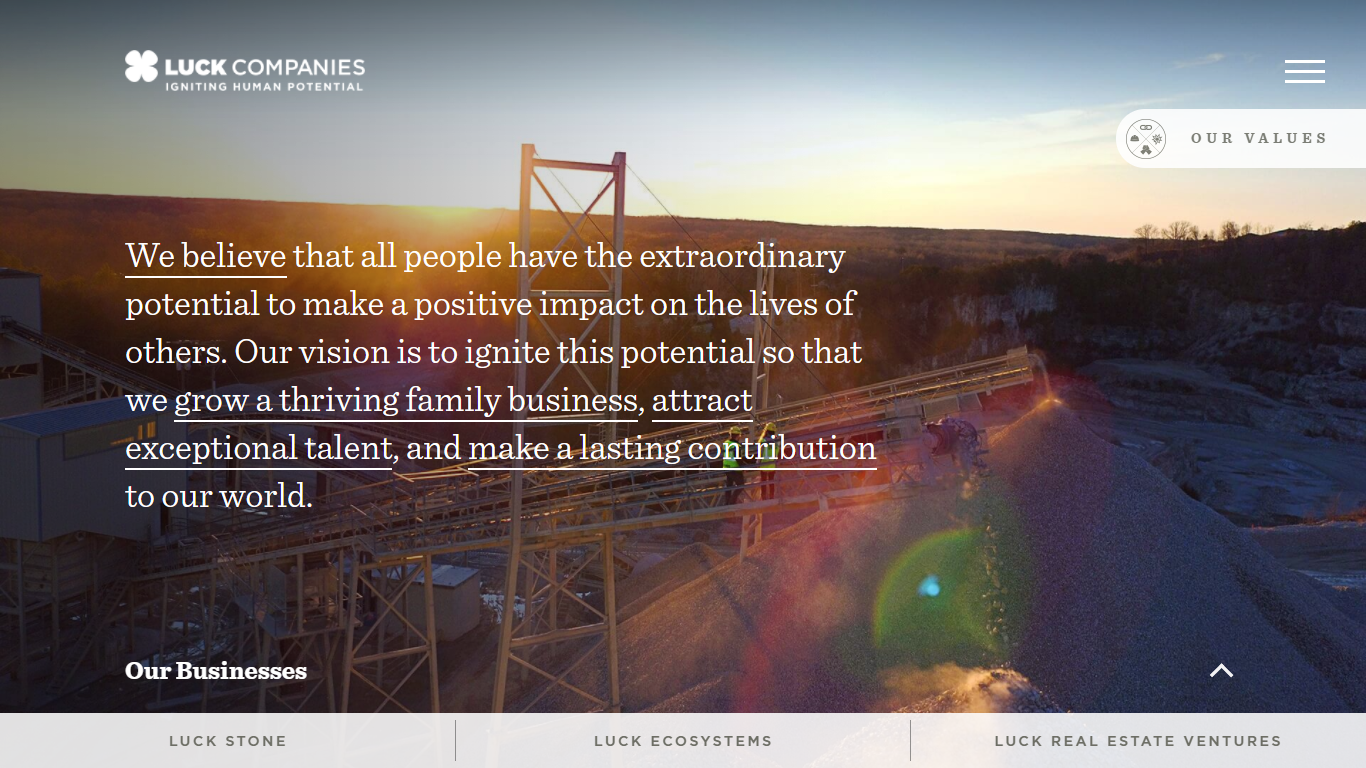 LUCK COMPANIES
IGNITING HUMAN POTENTIAL
OUR VALUES
We believe that all people have the extraordinary
potential to make a positive impact on the lives of
others. Our vision is to ignite this potential so that
we grow a thriving family business, attract
exceptional talent, and make a lasting contribution
to our world.
Our Businesses
LUCK STONE
LUCK ECOSYSTEMS
LUCK REAL ESTATE VENTURES